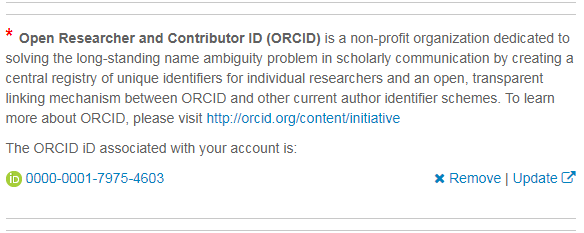 * Open Researcher and Contributor ID (ORCID) is a non-profit organization dedicated to
solving the long-standing name ambiguity problem in scholarly communication by creating a
central registry of unique identifiers for individual researchers and an open, transparent
linking mechanism between ORCID and other current author identifier schemes. To learn
more about ORCID, please visit http://orcid.org/content/initiative
The ORCID iD associated with your account is:
iD 0000-0001-7975-4603 ✖ Remove | Update